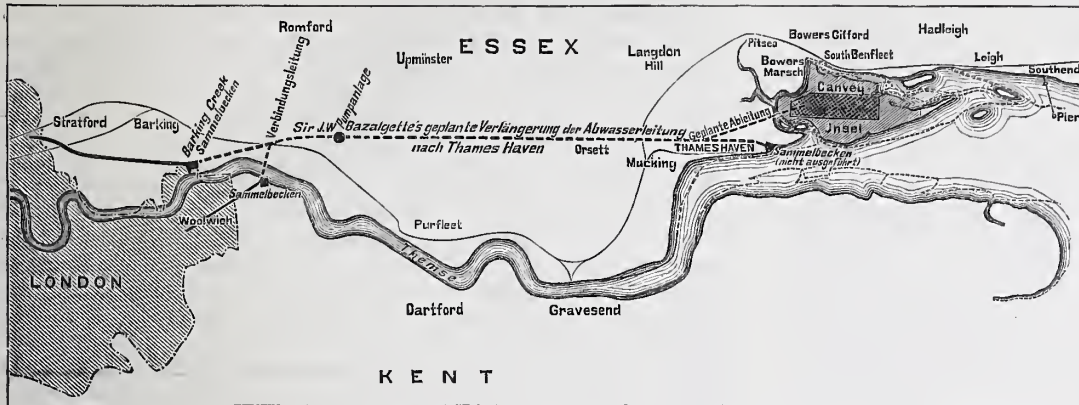 Romford
ESSEX
Upminster
Langdon
Hill
Pitsea
Bowers Gifford
South Benfleet
Hadleigh
Leigh
Southend
Pier
Bowers
Marsch
Canvey
Insel
Stratford
Barking
Barking Creek
Sammelbecken
Verbindungsleitung
Pumpanlage
Sir J.W. Bazalgette's geplante Verlängerung der Abwasserleitung
nach Thames Haven
Orsett
Geplante Ableitung
Mucking
THAMES HAVEN
Sammelbecken
(nicht ausgeführt)
Sammelbecken
Woolwich
Purfleet
Themse
LONDON
Dartford
Gravesend
KENT